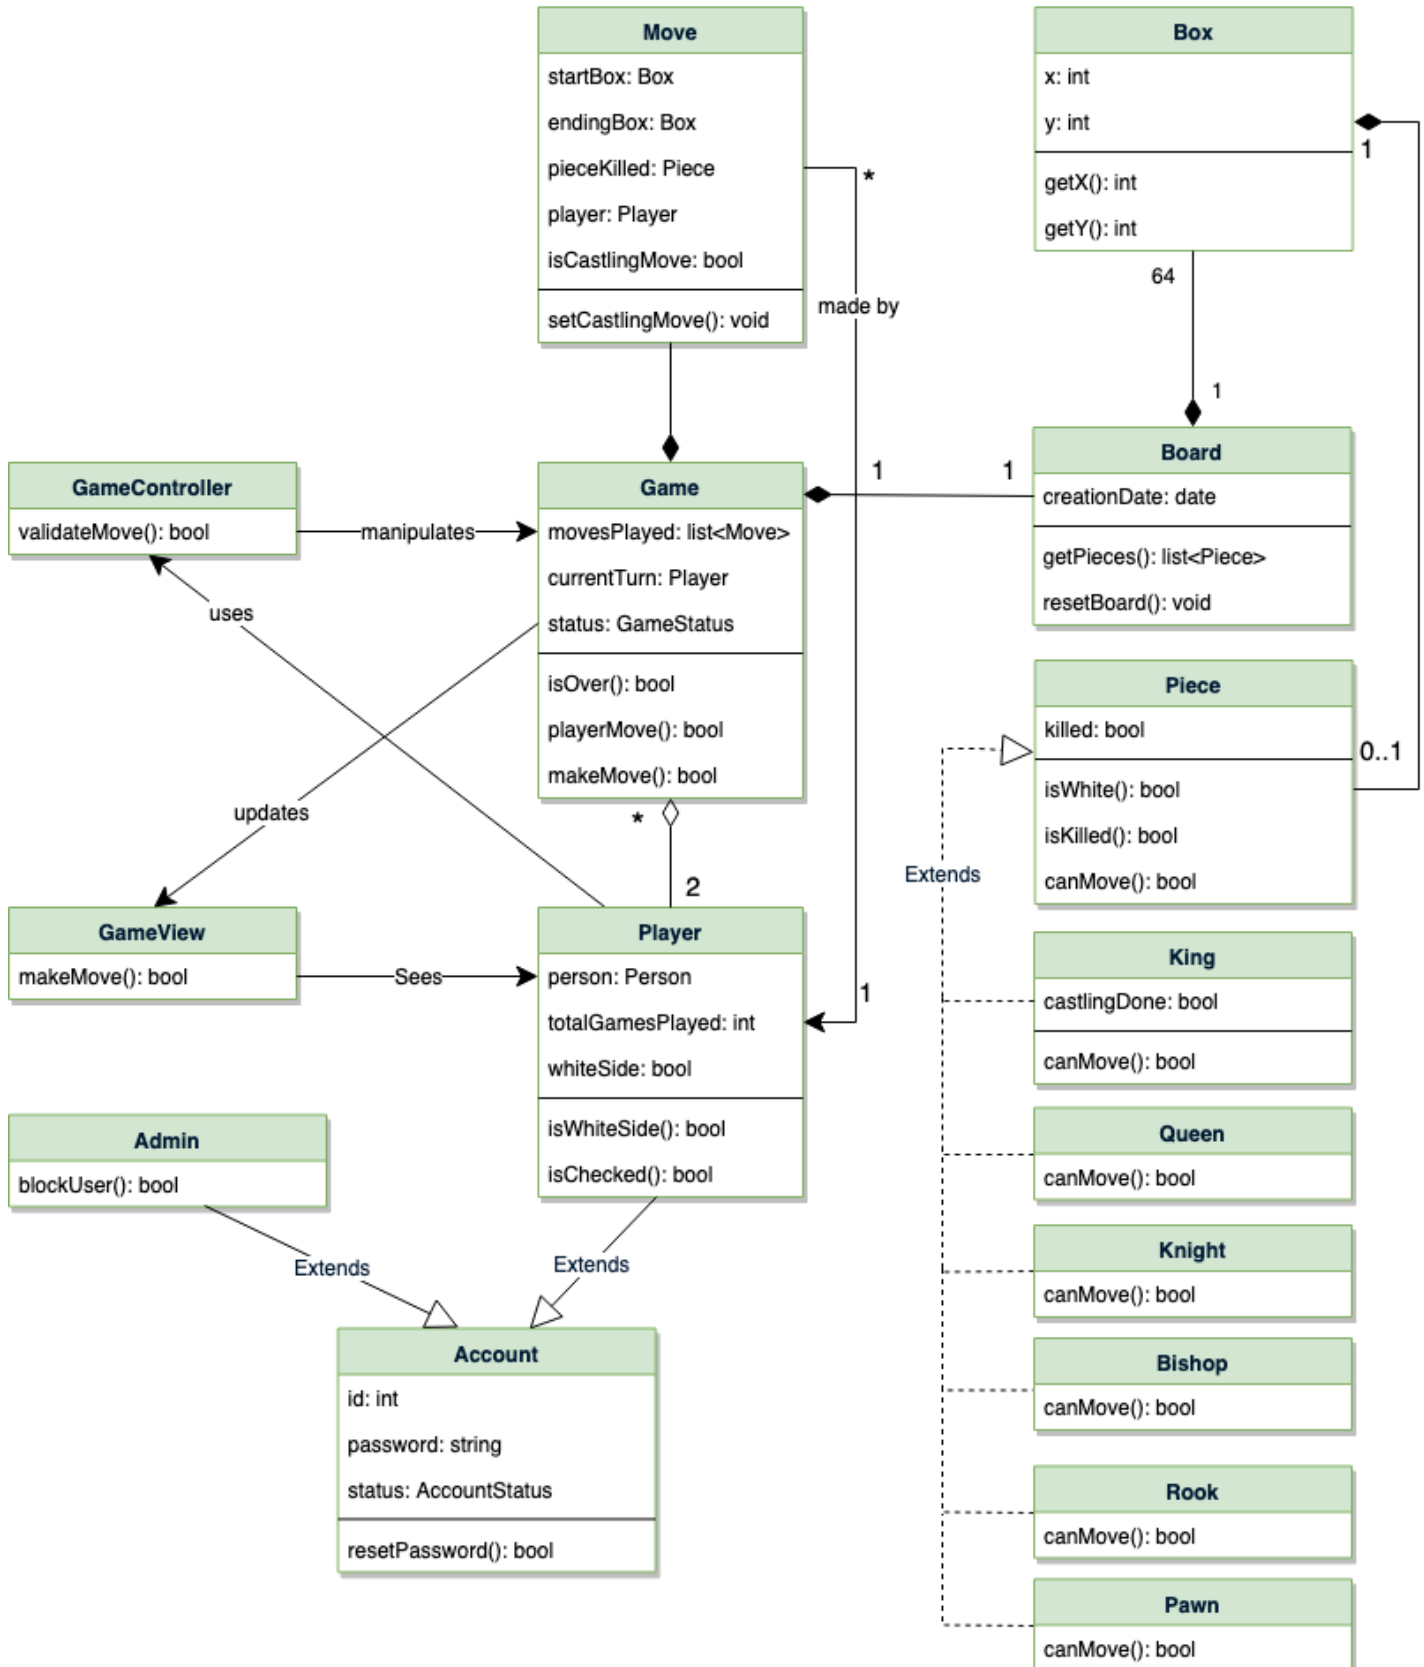 Move
startBox: Box
endingBox: Box
pieceKilled: Piece
player: Player
isCastlingMove: bool
setCastlingMove(): void
Box
x: int
y: int
getX(): int
getY(): int
1
*
made by
64
1
Board
creationDate: date
getPieces(): list<Piece>
resetBoard(): void
1
1
GameController
validateMove(): bool
manipulates
Game
movesPlayed: list<Move>
currentTurn: Player
status: GameStatus
isOver(): bool
playerMove(): bool
makeMove(): bool
uses
updates
*
2
Piece
killed: bool
isWhite(): bool
isKilled(): bool
canMove(): bool
0..1
Extends
GameView
makeMove(): bool
Sees
Player
person: Person
totalGamesPlayed: int
whiteSide: bool
isWhiteSide(): bool
isChecked(): bool
1
King
castlingDone: bool
canMove(): bool
Queen
canMove(): bool
Knight
canMove(): bool
Bishop
canMove(): bool
Rook
canMove(): bool
Pawn
canMove(): bool
Admin
blockUser(): bool
Extends
Extends
Account
id: int
password: string
status: AccountStatus
resetPassword(): bool